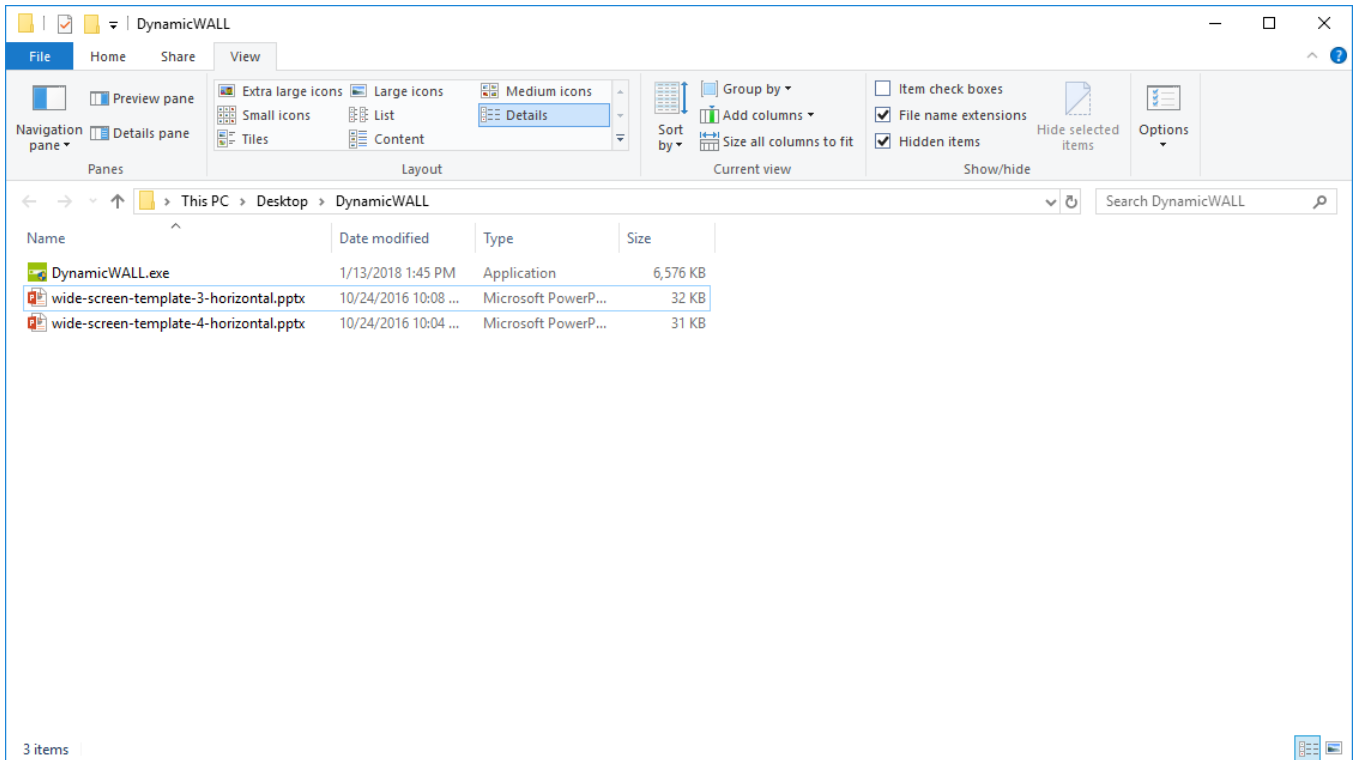 DynamicWALL
File Home Share View
Navigation pane
Preview pane
Details pane
Panes
Extra large icons Large icons Medium icons
Small icons List Details
Tiles Content
Layout
Sort by
Group by
Add columns
Size all columns to fit
Current view
Item check boxes
File name extensions
Hidden items
Hide selected items
Show/hide
Options
This PC > Desktop > DynamicWALL
Search DynamicWALL
Name Date modified Type Size
DynamicWALL.exe 1/13/2018 1:45 PM Application 6,576 KB
wide-screen-template-3-horizontal.pptx 10/24/2016 10:08 ... Microsoft PowerP... 32 KB
wide-screen-template-4-horizontal.pptx 10/24/2016 10:04 ... Microsoft PowerP... 31 KB
3 items